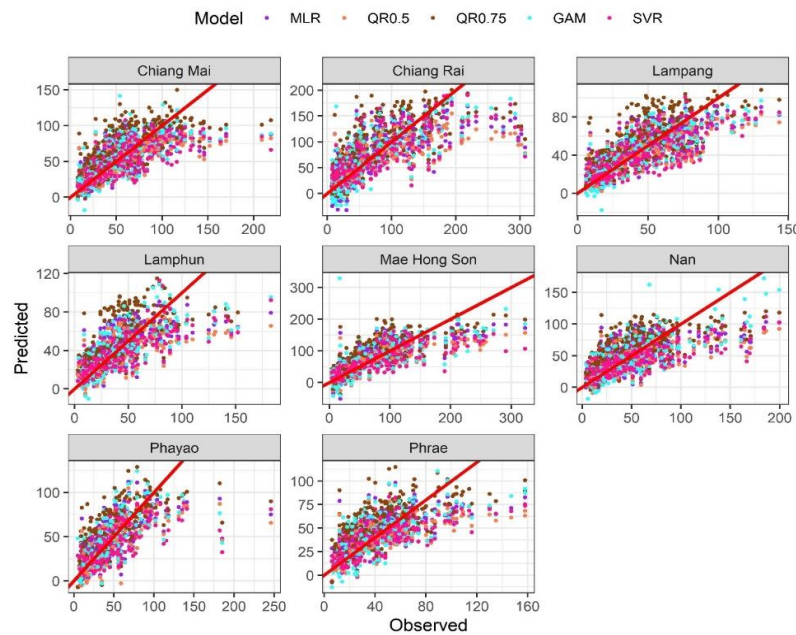 Model MLR QR0.5 QR0.75 GAM SVR
Chiang Mai Chiang Rai Lampang
150 100 50 0
200 150 100 50 0
80 40 0
0 50 100 150 200
0 100 200 300
0 50 100 150
Lamphun Mae Hong Son Nan
120 80 40 0
300 200 100 0
150 100 50 0
0 50 100 150
0 100 200 300
0 50 100 150 200
Phayao Phrae
100 50 0
100 75 50 25 0
0 50 100 150 200 250
0 40 80 120 160
Predicted
Observed